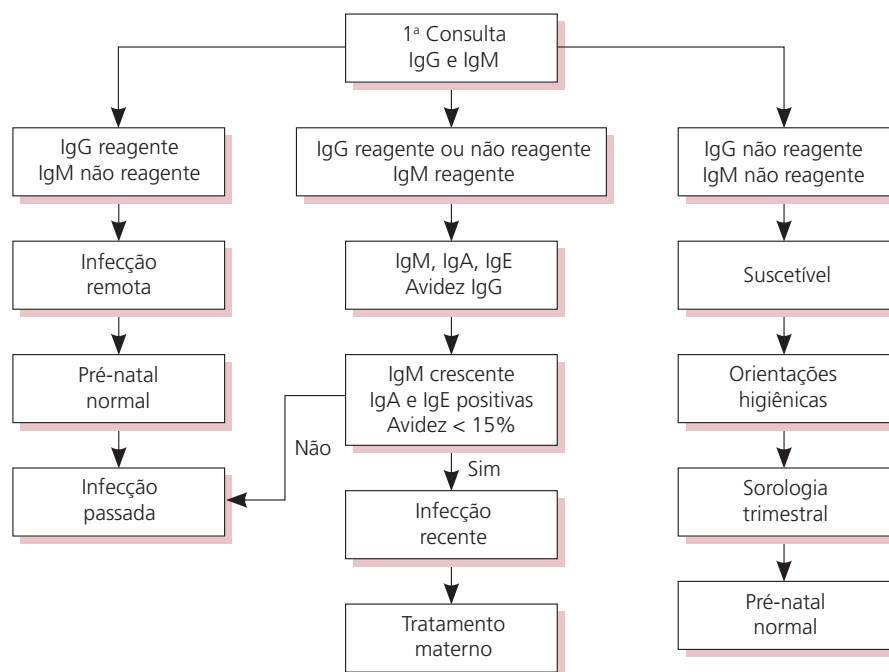 1ª Consulta
IgG e IgM
IgG reagente
IgM não reagente
Infecção
remota
Pré-natal
normal
Infecção
passada
IgG reagente ou não reagente
IgM reagente
IgM, IgA, IgE
Avidez IgG
IgM crescente
IgA e IgE positivas
Avidez < 15%
Não
Sim
Infecção
recente
Tratamento
materno
IgG não reagente
IgM não reagente
Suscetível
Orientações
higiênicas
Sorologia
trimestral
Pré-natal
normal